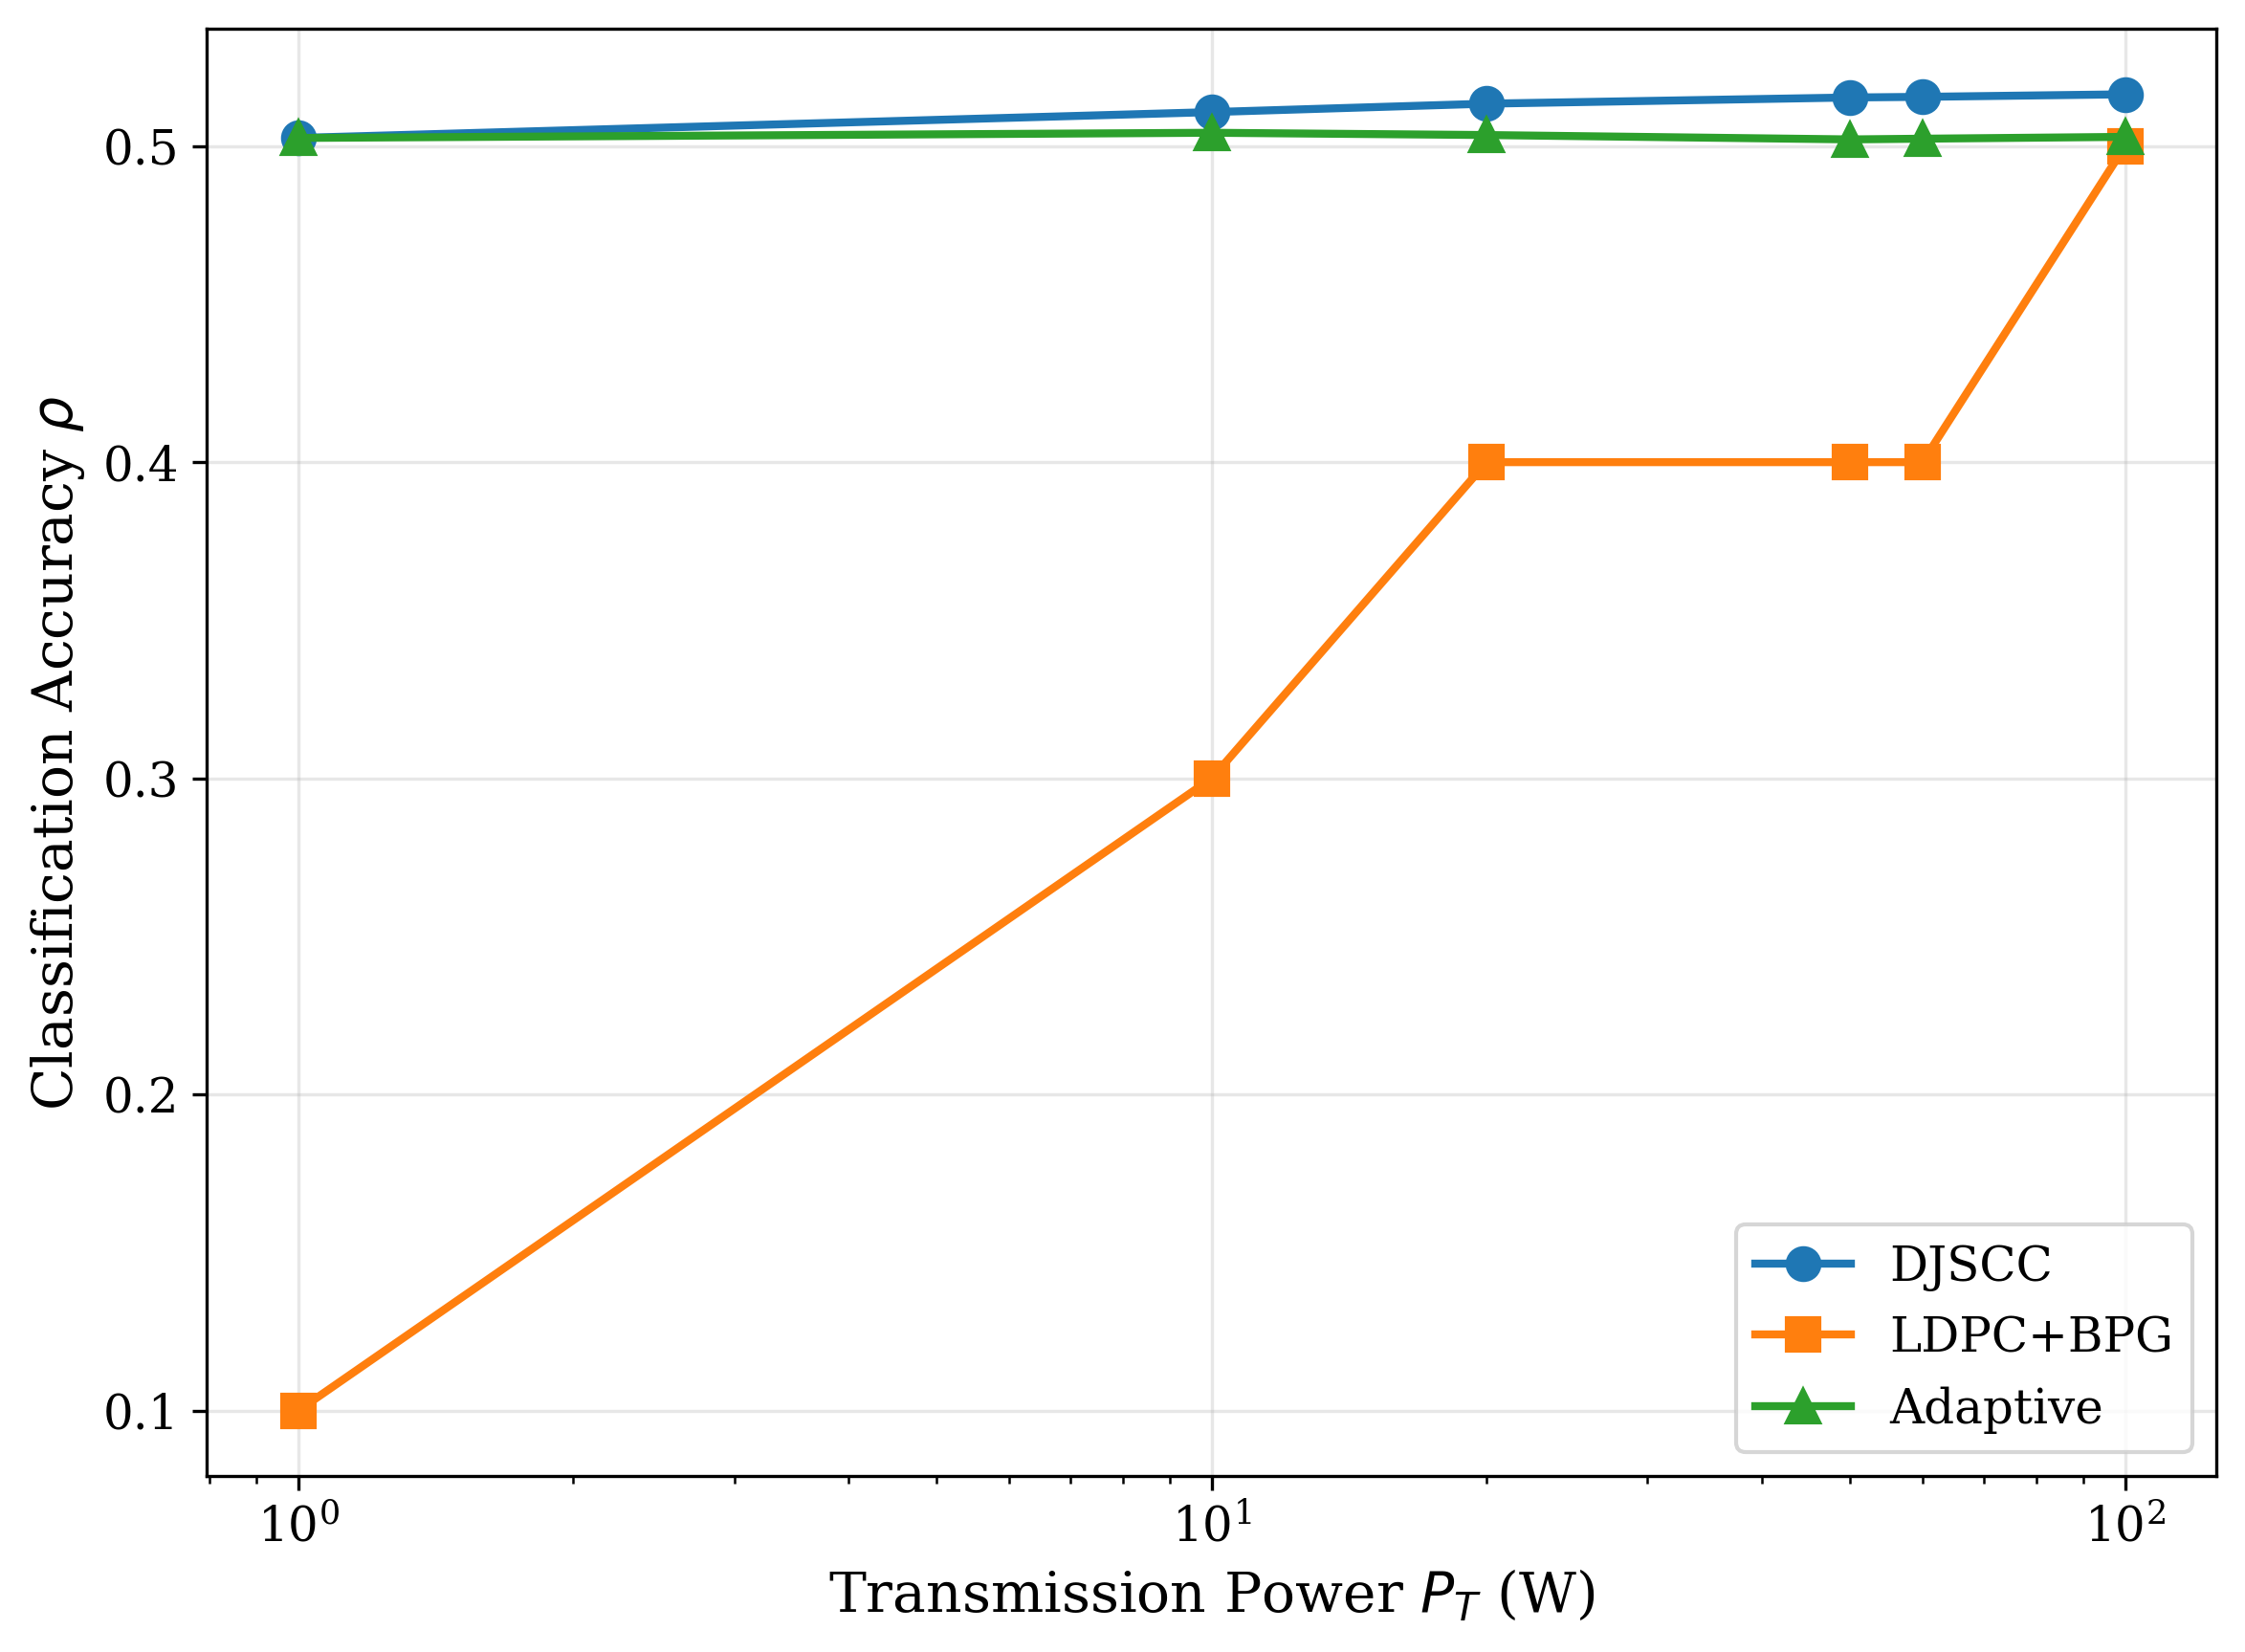 0.5
0.4
0.3
0.2
0.1
Classification Accuracy ρ
10⁰
10¹
10²
Transmission Power P_T (W)
DJSCC
LDPC+BPG
Adaptive